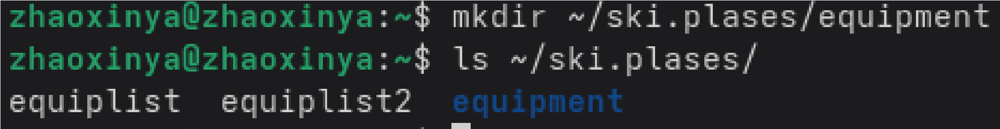 zhaoxinya@zhaoxinya:~$ mkdir ~/ski.plases/equipment
zhaoxinya@zhaoxinya:~$ ls ~/ski.plases/
equiplist  equiplist2  equipment